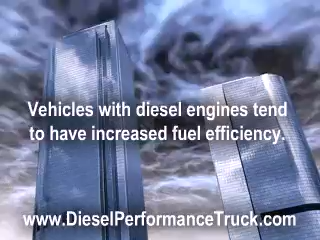 Vehicles with diesel engines tend
to have increased fuel efficiency.
www.DieselPerformanceTruck.com